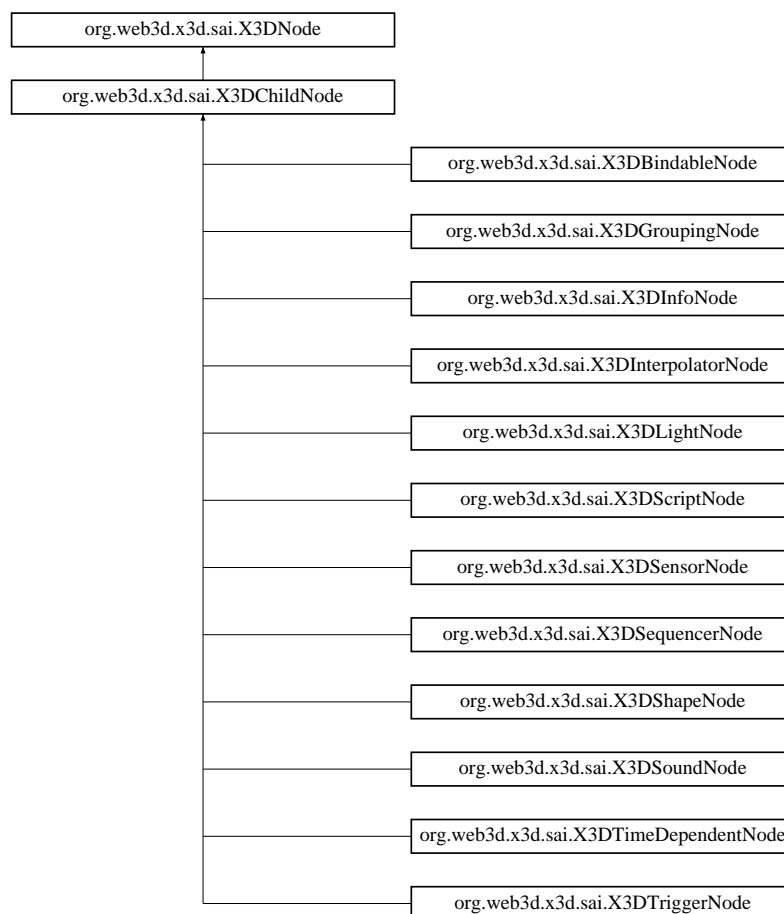 org.web3d.x3d.sai.X3DNode
org.web3d.x3d.sai.X3DChildNode
org.web3d.x3d.sai.X3DBindableNode
org.web3d.x3d.sai.X3DGroupingNode
org.web3d.x3d.sai.X3DInfoNode
org.web3d.x3d.sai.X3DInterpolatorNode
org.web3d.x3d.sai.X3DLightNode
org.web3d.x3d.sai.X3DScriptNode
org.web3d.x3d.sai.X3DSensorNode
org.web3d.x3d.sai.X3DSequencerNode
org.web3d.x3d.sai.X3DShapeNode
org.web3d.x3d.sai.X3DSoundNode
org.web3d.x3d.sai.X3DTimeDependentNode
org.web3d.x3d.sai.X3DTriggerNode